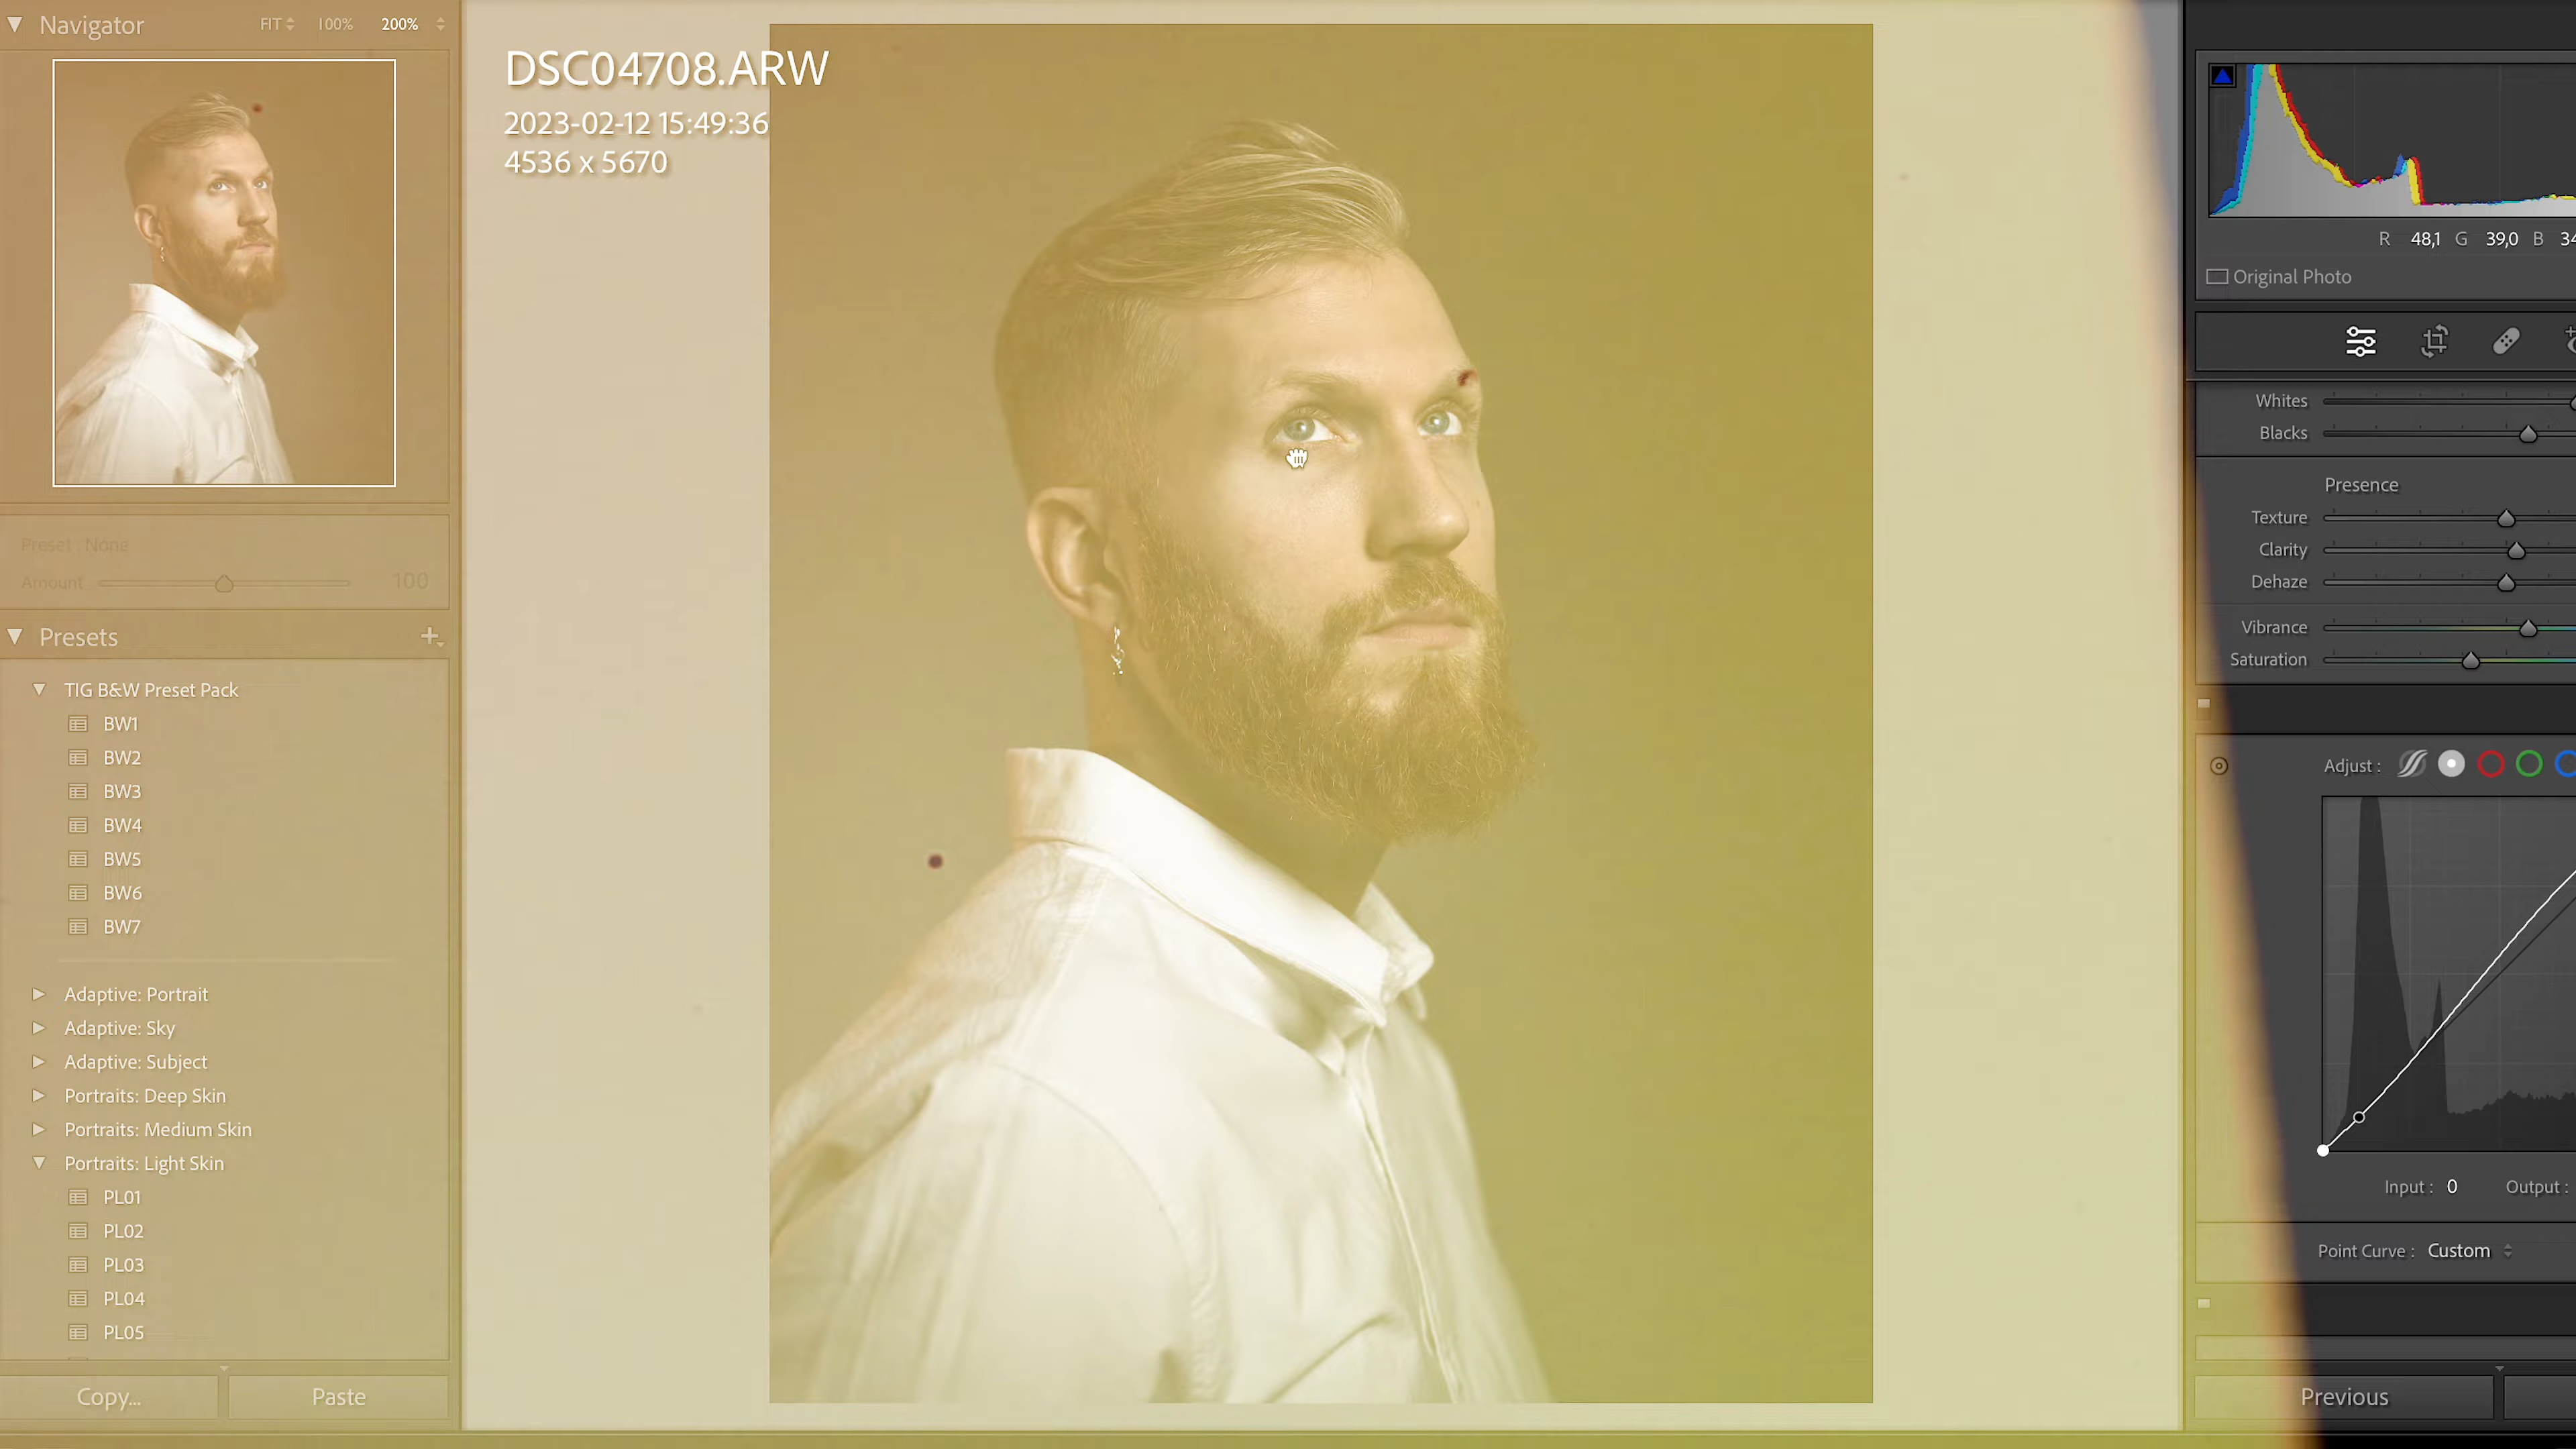 Navigator
FIT 100% 200%
DSC04708.ARW
2023-02-12 15:49:36
4536 x 5670
Preset : None
Amount 100
Presets
TIG B&W Preset Pack
BW1
BW2
BW3
BW4
BW5
BW6
BW7
Adaptive: Portrait
Adaptive: Sky
Adaptive: Subject
Portraits: Deep Skin
Portraits: Medium Skin
Portraits: Light Skin
PL01
PL02
PL03
PL04
PL05
Copy... Paste
R 48,1 G 39,0 B
Original Photo
Whites
Blacks
Presence
Texture
Clarity
Dehaze
Vibrance
Saturation
Adjust :
Input : 0 Output :
Point Curve : Custom
Previous